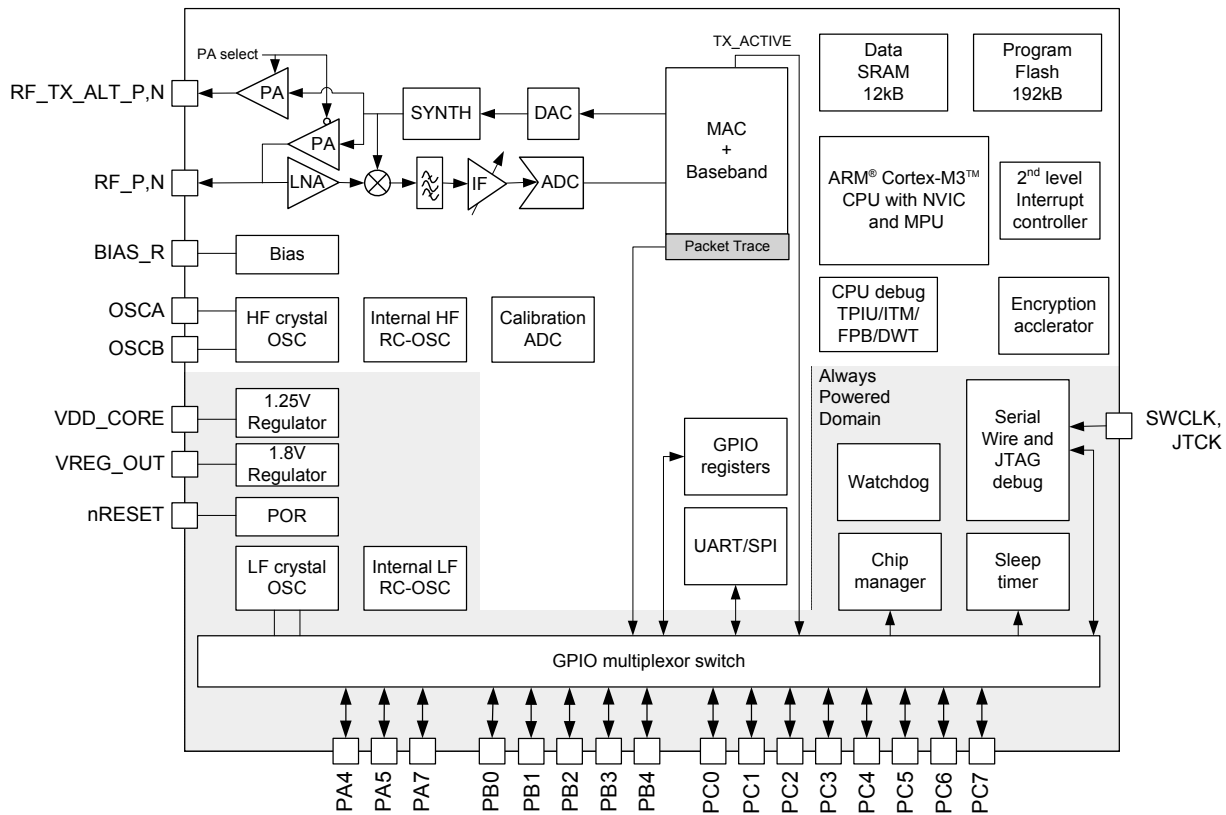 TX_ACTIVE
PA select
RF_TX_ALT_P,N
PA
SYNTH
DAC
MAC
+
Baseband
Data
SRAM
12kB
Program
Flash
192kB
PA
RF_P,N
LNA
IF
ADC
ARM® Cortex-M3™
CPU with NVIC
and MPU
2nd level
Interrupt
controller
Packet Trace
BIAS_R
Bias
OSCA
OSCB
HF crystal
OSC
Internal HF
RC-OSC
Calibration
ADC
CPU debug
TPIU/ITM/
FPB/DWT
Encryption
acclerator
Always
Powered
Domain
VDD_CORE
1.25V
Regulator
VREG_OUT
1.8V
Regulator
nRESET
POR
GPIO
registers
Watchdog
Serial
Wire and
JTAG
debug
SWCLK,
JTCK
LF crystal
OSC
Internal LF
RC-OSC
UART/SPI
Chip
manager
Sleep
timer
GPIO multiplexor switch
PA4
PA5
PA7
PB0
PB1
PB2
PB3
PB4
PC0
PC1
PC2
PC3
PC4
PC5
PC6
PC7